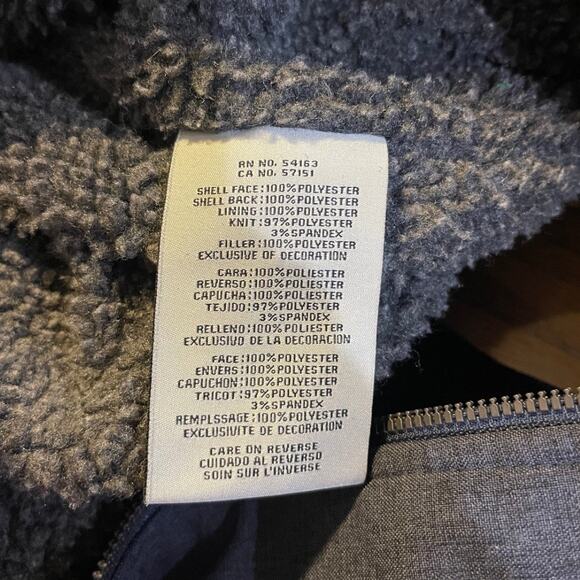 RN NO. 54163
CA NO. 57151
SHELL FACE:100%POLYESTER
SHELL BACK:100%POLYESTER
LINING:100%POLYESTER
KNIT:97%POLYESTER
3%SPANDEX
FILLER:100%POLYESTER
EXCLUSIVE OF DECORATION
CARA:100%POLIESTER
REVERSO:100%POLIESTER
CAPUCHA:100%POLIESTER
TEJIDO:97%POLIESTER
3%SPANDEX
RELLENO:100%POLIESTER
EXCLUSIVO DE LA DECORACION
FACE:100%POLYESTER
ENVERS:100%POLYESTER
CAPUCHON:100%POLYESTER
TRICOT:97%POLYESTER
3%SPANDEX
REMPLSSAGE:100%POLYESTER
EXCLUSIVITE DE DECORATION
CARE ON REVERSE
CUIDADO AL REVERSO
SOIN SUR L'INVERSE